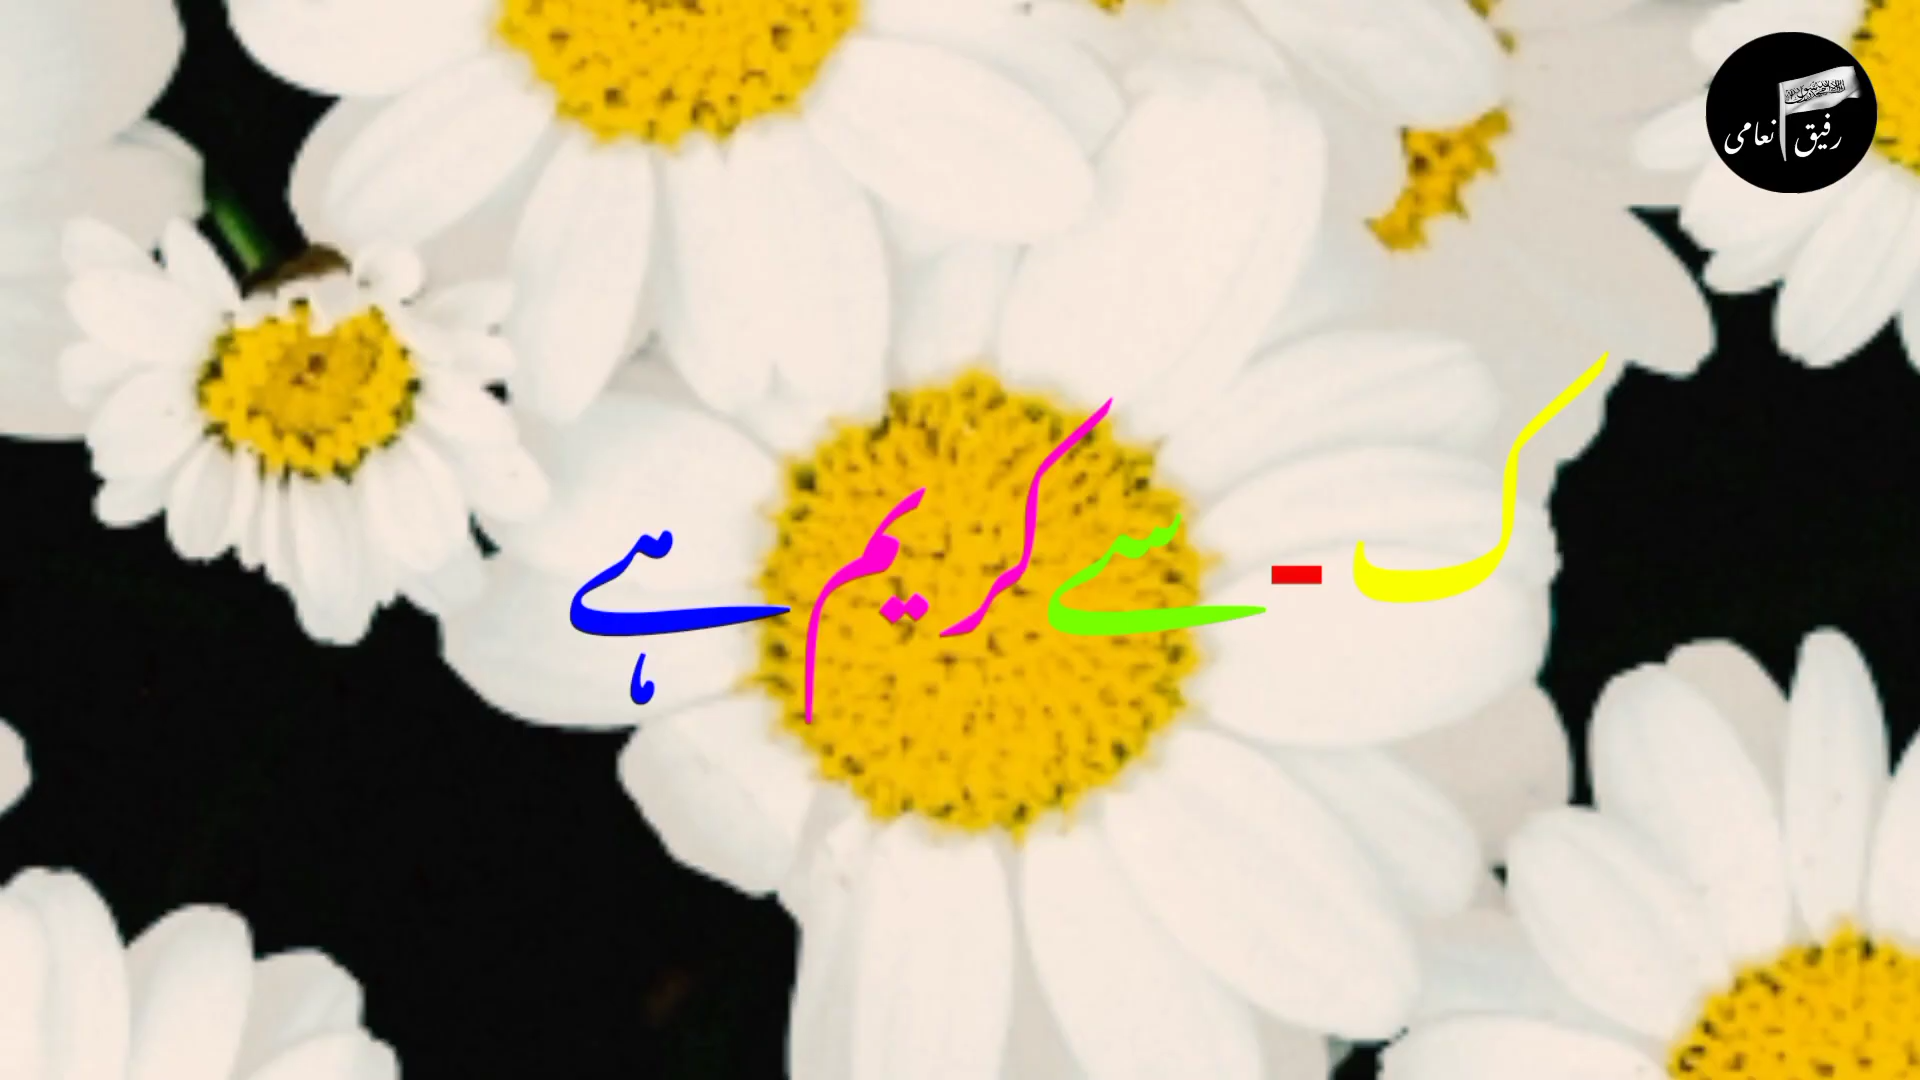 رفیق نعامی
ک - سے کریم ہے